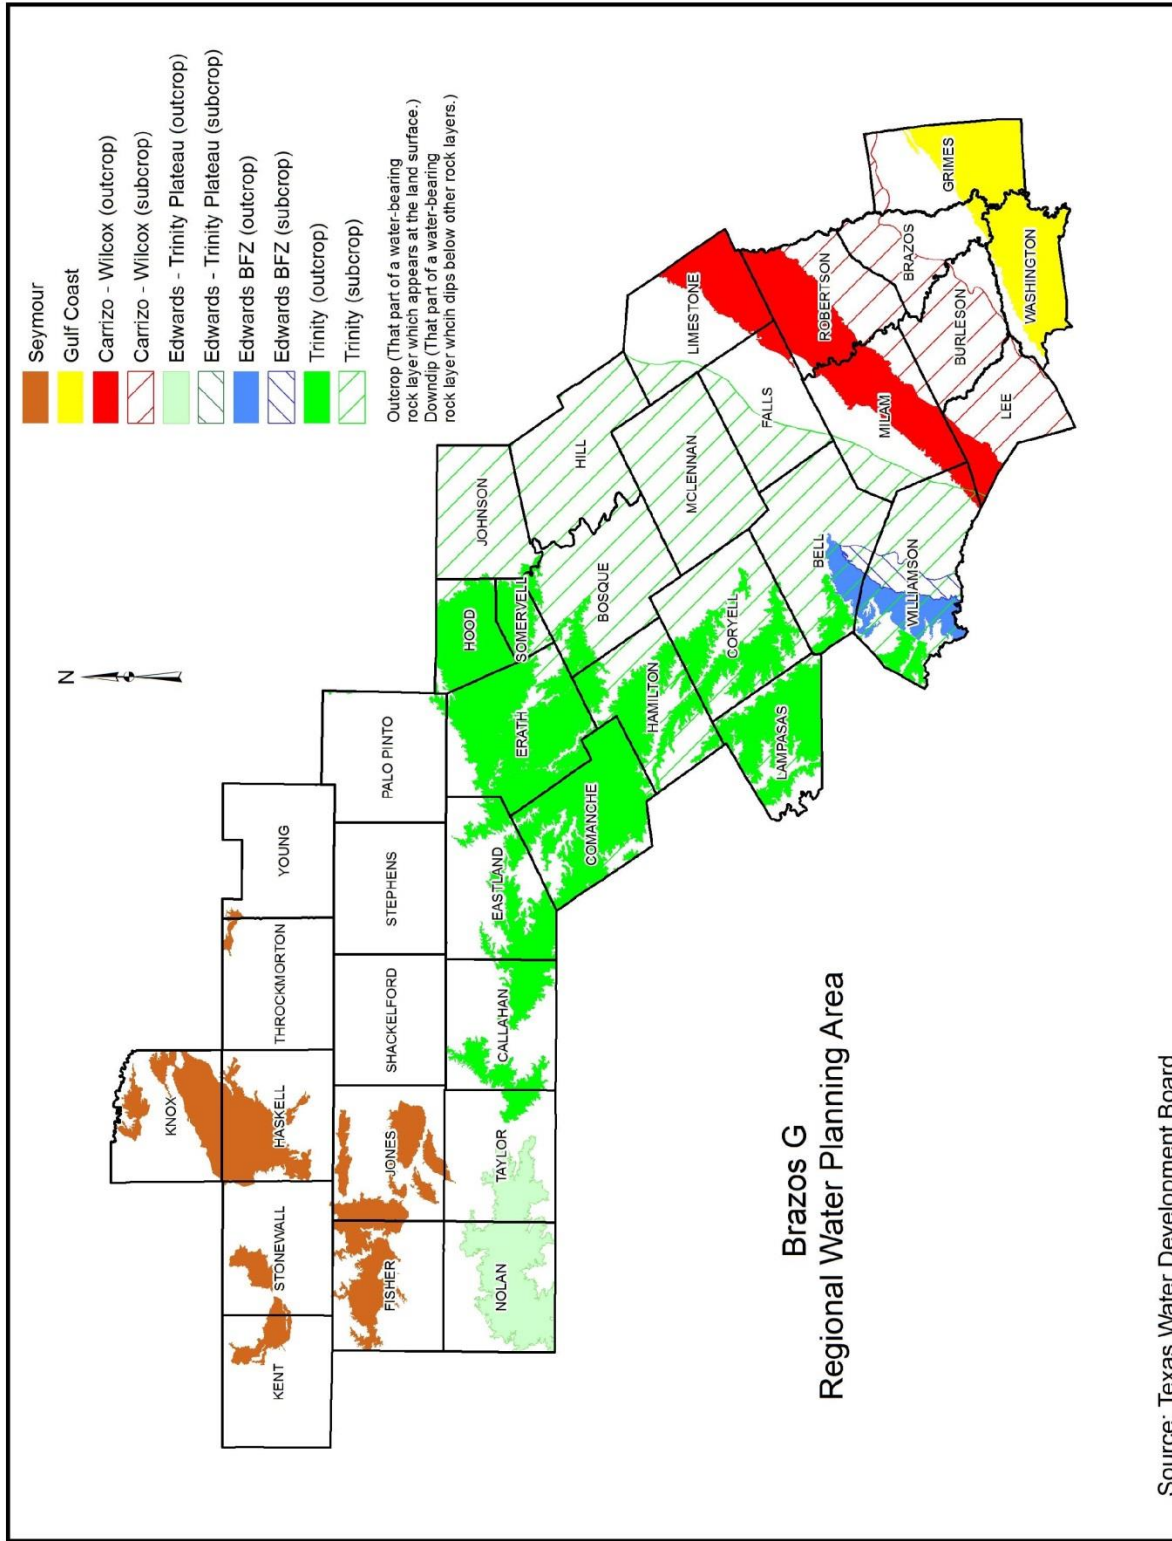 Seymour
Gulf Coast
Carrizo - Wilcox (outcrop)
Carrizo - Wilcox (subcrop)
Edwards - Trinity Plateau (outcrop)
Edwards - Trinity Plateau (subcrop)
Edwards BFZ (outcrop)
Edwards BFZ (subcrop)
Trinity (outcrop)
Trinity (subcrop)
Outcrop (That part of a water-bearing
rock layer which appears at the land surface.)
Downdip (That part of a water-bearing
rock layer whcih dips below other rock layers.)
N
KNOX
KENT
STONEWALL
HASKELL
THROCKMORTON
YOUNG
FISHER
JONES
SHACKELFORD
STEPHENS
PALO PINTO
NOLAN
TAYLOR
CALLAHAN
EASTLAND
ERATH
HOOD
SOMERVELL
JOHNSON
COMANCHE
HAMILTON
BOSQUE
HILL
LAMPASAS
CORYELL
MCLENNAN
LIMESTONE
BELL
FALLS
WILLIAMSON
MILAM
ROBERTSON
LEE
BURLESON
BRAZOS
GRIMES
WASHINGTON
Brazos G
Regional Water Planning Area
Source: Texas Water Development Board